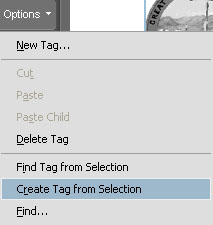 Options
New Tag...
Cut
Paste
Paste Child
Delete Tag
Find Tag from Selection
Create Tag from Selection
Find...